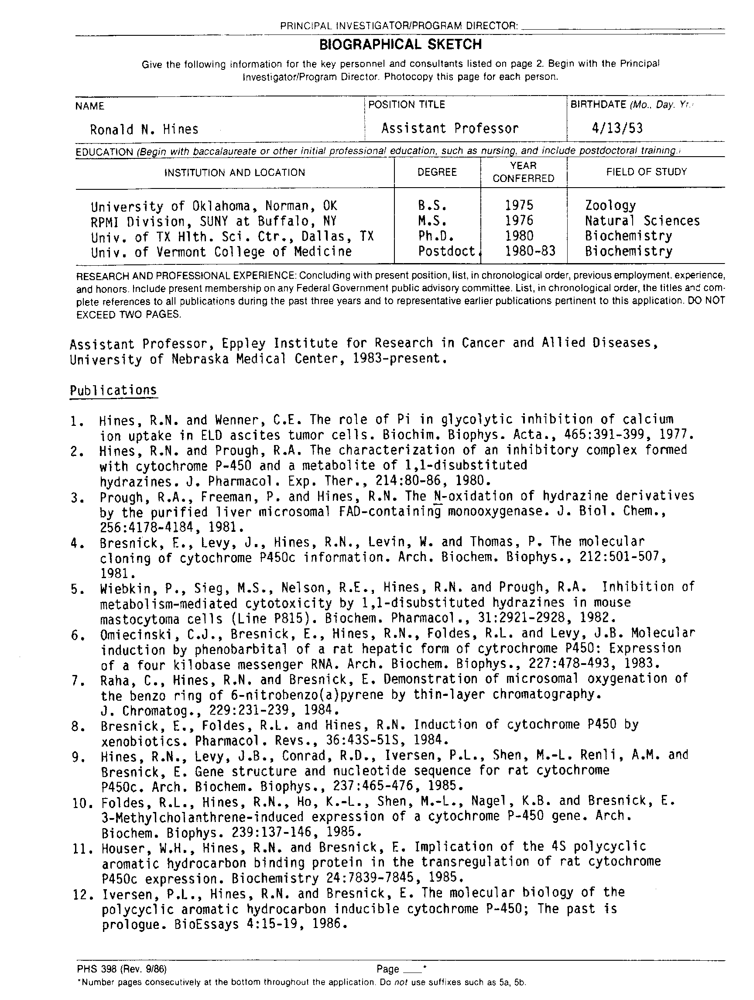 PRINCIPAL INVESTIGATOR/PROGRAM DIRECTOR:
BIOGRAPHICAL SKETCH
Give the following information for the key personnel and consultants listed on page 2. Begin with the Principal
Investigator/Program Director. Photocopy this page for each person.
NAME POSITION TITLE BIRTHDATE (Mo., Day, Yr.)
Ronald N. Hines Assistant Professor 4/13/53
EDUCATION (Begin with baccalaureate or other initial professional education, such as nursing, and include postdoctoral training.)
INSTITUTION AND LOCATION DEGREE YEAR CONFERRED FIELD OF STUDY
University of Oklahoma, Norman, OK B.S. 1975 Zoology
RPMI Division, SUNY at Buffalo, NY M.S. 1976 Natural Sciences
Univ. of TX Hlth. Sci. Ctr., Dallas, TX Ph.D. 1980 Biochemistry
Univ. of Vermont College of Medicine Postdoct. 1980-83 Biochemistry
RESEARCH AND PROFESSIONAL EXPERIENCE: Concluding with present position, list, in chronological order, previous employment, experience,
and honors. Include present membership on any Federal Government public advisory committee. List, in chronological order, the titles and com-
plete references to all publications during the past three years and to representative earlier publications pertinent to this application. DO NOT
EXCEED TWO PAGES.
Assistant Professor, Eppley Institute for Research in Cancer and Allied Diseases,
University of Nebraska Medical Center, 1983-present.
Publications
1. Hines, R.N. and Wenner, C.E. The role of Pi in glycolytic inhibition of calcium
ion uptake in ELD ascites tumor cells. Biochim. Biophys. Acta., 465:391-399, 1977.
2. Hines, R.N. and Prough, R.A. The characterization of an inhibitory complex formed
with cytochrome P-450 and a metabolite of 1,1-disubstituted
hydrazines. J. Pharmacol. Exp. Ther., 214:80-86, 1980.
3. Prough, R.A., Freeman, P. and Hines, R.N. The N-oxidation of hydrazine derivatives
by the purified liver microsomal FAD-containing monooxygenase. J. Biol. Chem.,
256:4178-4184, 1981.
4. Bresnick, E., Levy, J., Hines, R.N., Levin, W. and Thomas, P. The molecular
cloning of cytochrome P450c information. Arch. Biochem. Biophys., 212:501-507,
1981.
5. Wiebkin, P., Sieg, M.S., Nelson, R.E., Hines, R.N. and Prough, R.A. Inhibition of
metabolism-mediated cytotoxicity by 1,1-disubstituted hydrazines in mouse
mastocytoma cells (Line P815). Biochem. Pharmacol., 31:2921-2928, 1982.
6. Omiecinski, C.J., Bresnick, E., Hines, R.N., Foldes, R.L. and Levy, J.B. Molecular
induction by phenobarbital of a rat hepatic form of cytrochrome P450: Expression
of a four kilobase messenger RNA. Arch. Biochem. Biophys., 227:478-493, 1983.
7. Raha, C., Hines, R.N. and Bresnick, E. Demonstration of microsomal oxygenation of
the benzo ring of 6-nitrobenzo(a)pyrene by thin-layer chromatography.
J. Chromatog., 229:231-239, 1984.
8. Bresnick, E., Foldes, R.L. and Hines, R.N. Induction of cytochrome P450 by
xenobiotics. Pharmacol. Revs., 36:43S-51S, 1984.
9. Hines, R.N., Levy, J.B., Conrad, R.D., Iversen, P.L., Shen, M.-L. Renli, A.M. and
Bresnick, E. Gene structure and nucleotide sequence for rat cytochrome
P450c. Arch. Biochem. Biophys., 237:465-476, 1985.
10. Foldes, R.L., Hines, R.N., Ho, K.-L., Shen, M.-L., Nagel, K.B. and Bresnick, E.
3-Methylcholanthrene-induced expression of a cytochrome P-450 gene. Arch.
Biochem. Biophys. 239:137-146, 1985.
11. Houser, W.H., Hines, R.N. and Bresnick, E. Implication of the 4S polycyclic
aromatic hydrocarbon binding protein in the transregulation of rat cytochrome
P450c expression. Biochemistry 24:7839-7845, 1985.
12. Iversen, P.L., Hines, R.N. and Bresnick, E. The molecular biology of the
polycyclic aromatic hydrocarbon inducible cytochrome P-450; The past is
prologue. BioEssays 4:15-19, 1986.
PHS 398 (Rev. 9/86) Page ___*
*Number pages consecutively at the bottom throughout the application. Do not use suffixes such as 5a, 5b.